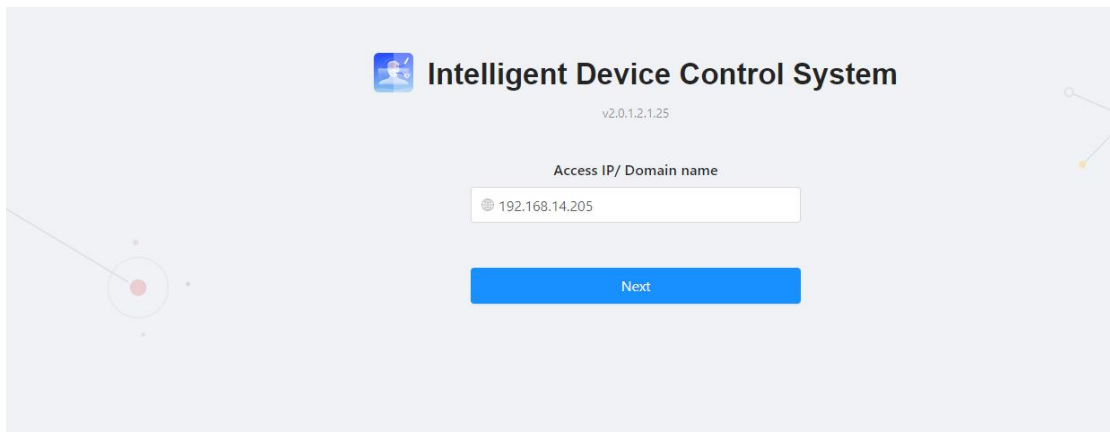 Intelligent Device Control System
v2.0.1.2.1.25
Access IP/ Domain name
192.168.14.205
Next